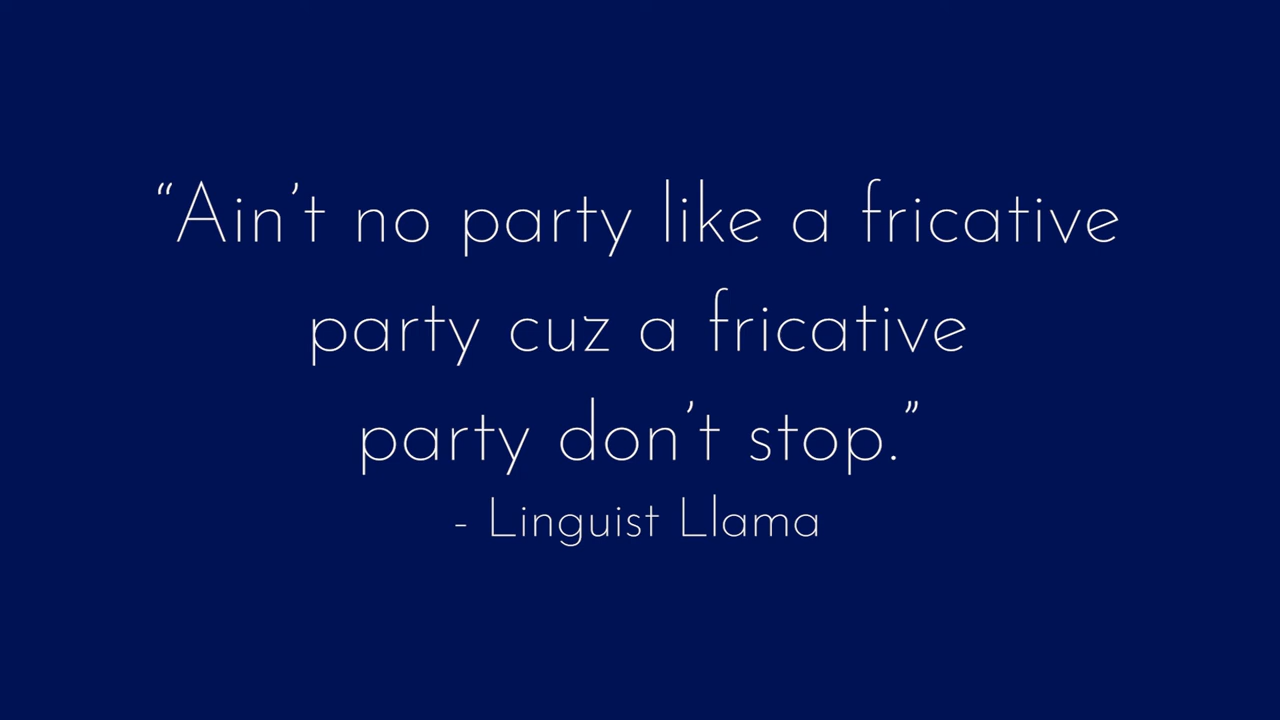 “Ain’t no party like a fricative
party cuz a fricative
party don’t stop.”
- Linguist Llama